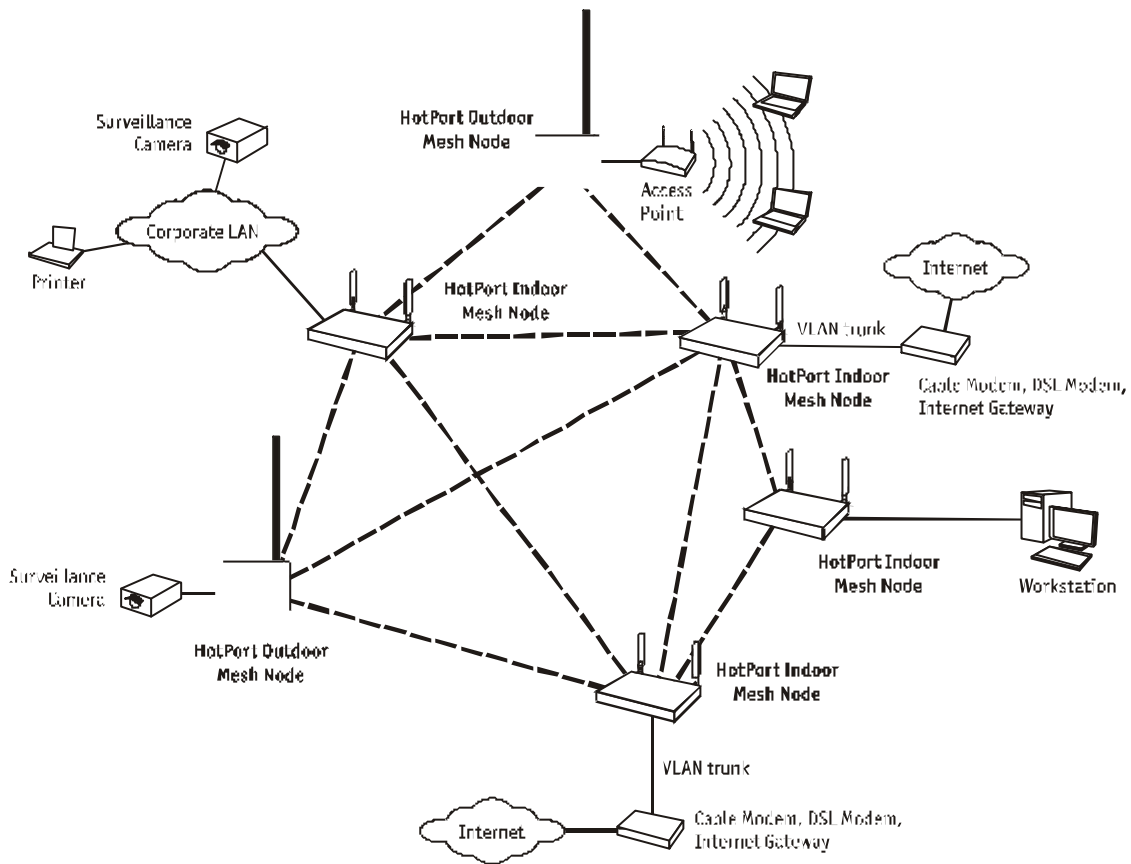 HotPort Outdoor
Mesh Node
Surveillance
Camera
Access
Point
Corporate LAN
Printer
Internet
HotPort Indoor
Mesh Node
VLAN trunk
HotPort Indoor
Mesh Node
Cable Modem, DSL Modem,
Internet Gateway
HotPort Indoor
Mesh Node
Workstation
Surveillance
Camera
HotPort Outdoor
Mesh Node
HotPort Indoor
Mesh Node
VLAN trunk
Internet
Cable Modem, DSL Modem,
Internet Gateway